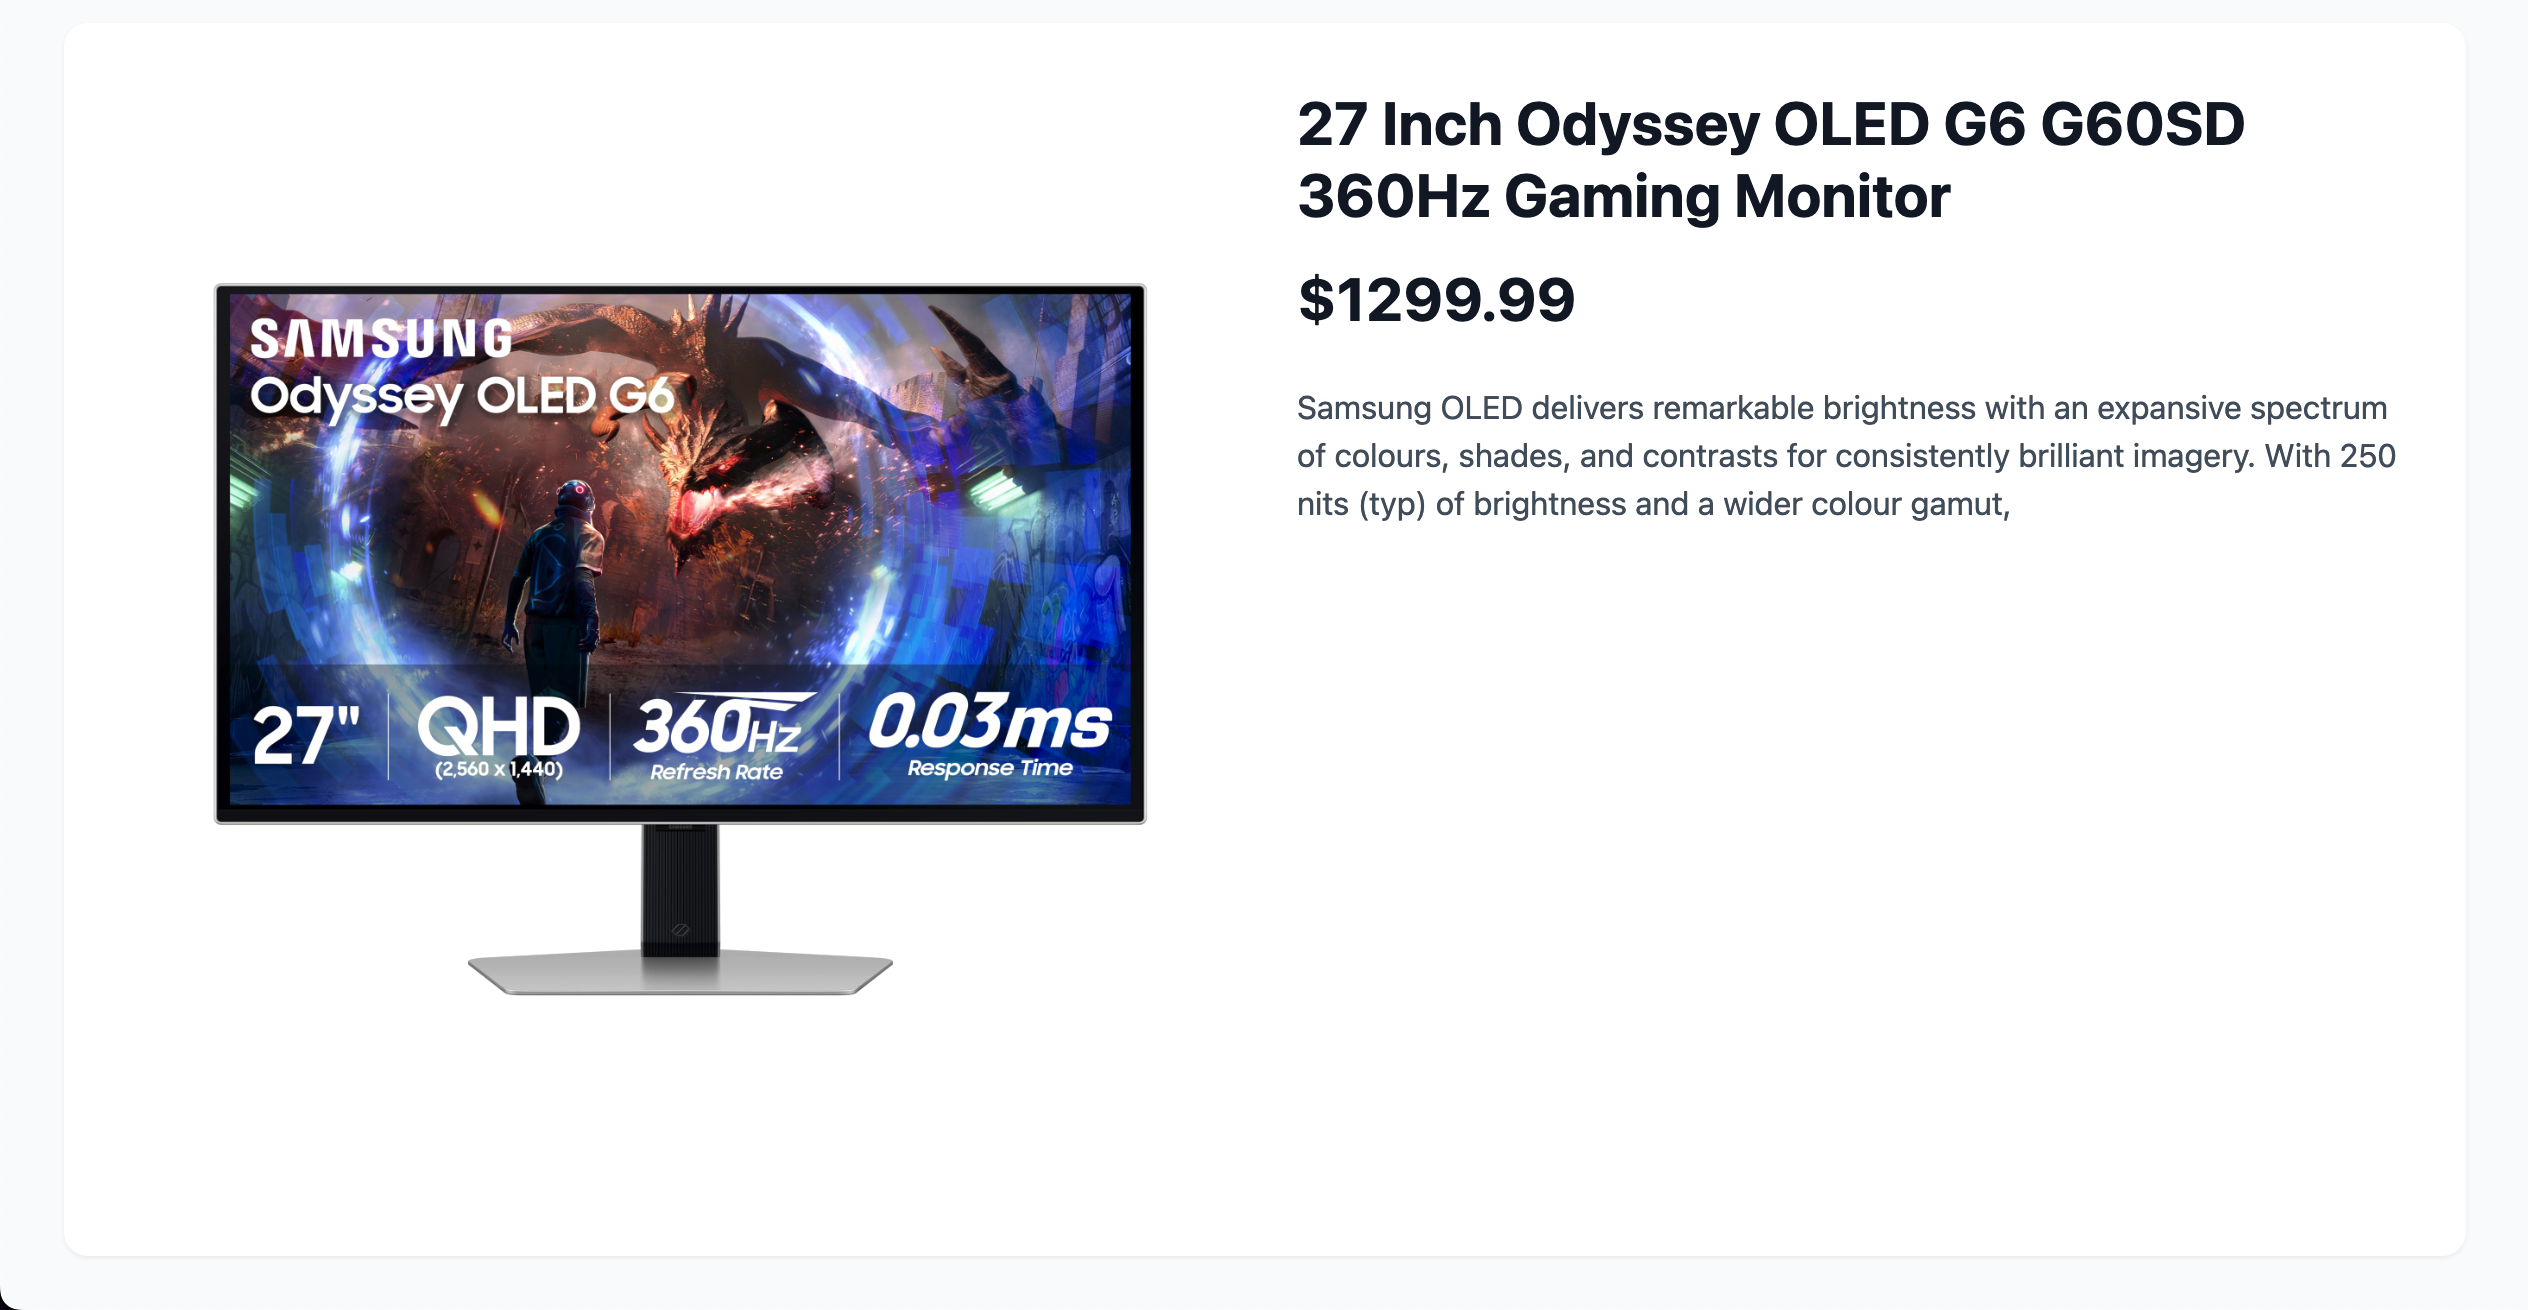 27 Inch Odyssey OLED G6 G60SD
360Hz Gaming Monitor
$1299.99
Samsung OLED delivers remarkable brightness with an expansive spectrum
of colours, shades, and contrasts for consistently brilliant imagery. With 250
nits (typ) of brightness and a wider colour gamut,
SAMSUNG
Odyssey OLED G6
27"
QHD
(2,560 x 1,440)
360Hz
Refresh Rate
0.03ms
Response Time